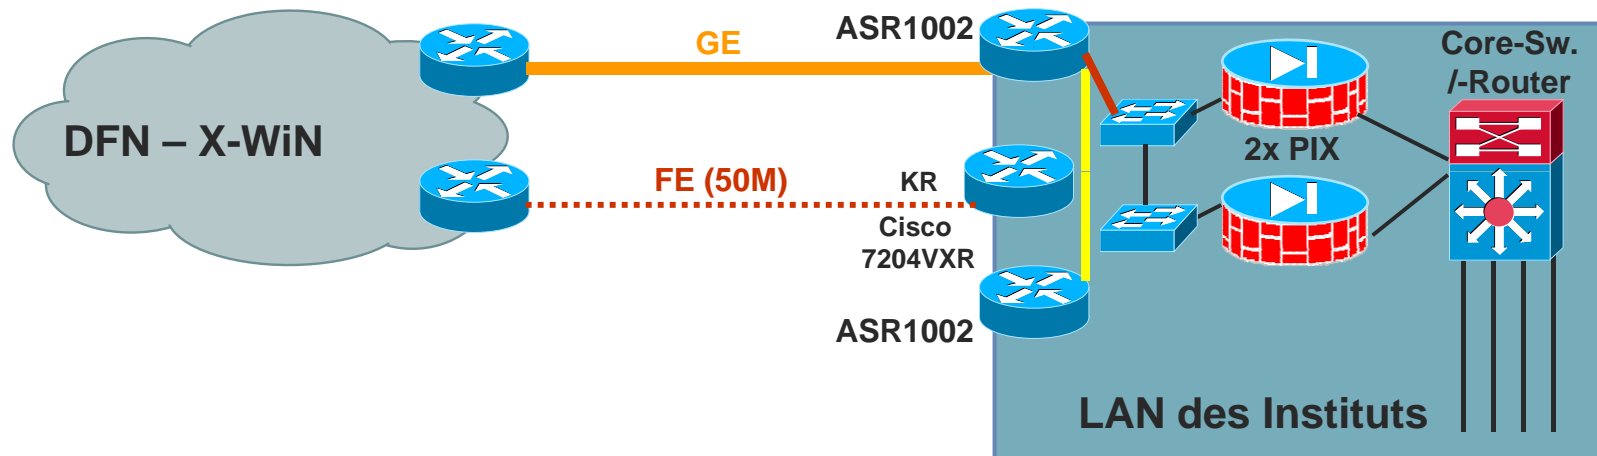 DFN – X-WiN
GE
FE (50M)
ASR1002
KR
Cisco
7204VXR
ASR1002
2x PIX
Core-Sw.
/-Router
LAN des Instituts